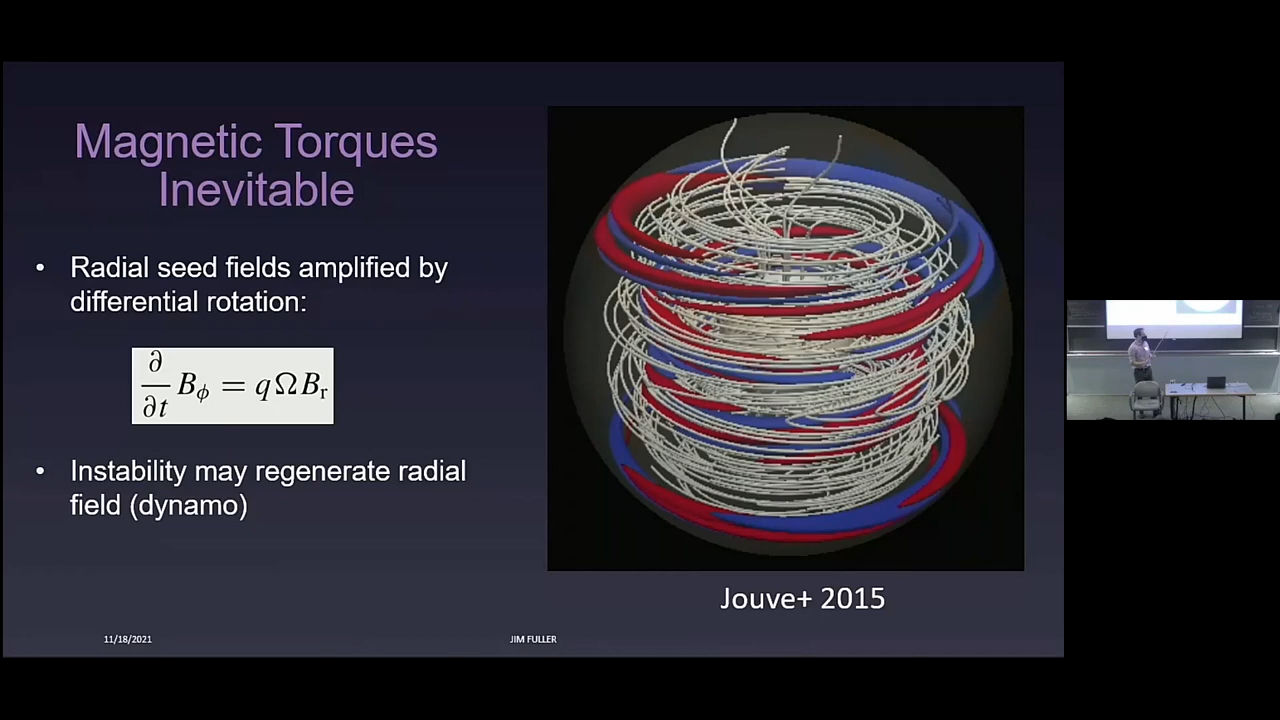 Magnetic Torques
Inevitable
• Radial seed fields amplified by
differential rotation:
∂/∂t B_ϕ = qΩB_r
• Instability may regenerate radial
field (dynamo)
Jouve+ 2015
11/18/2021
JIM FULLER